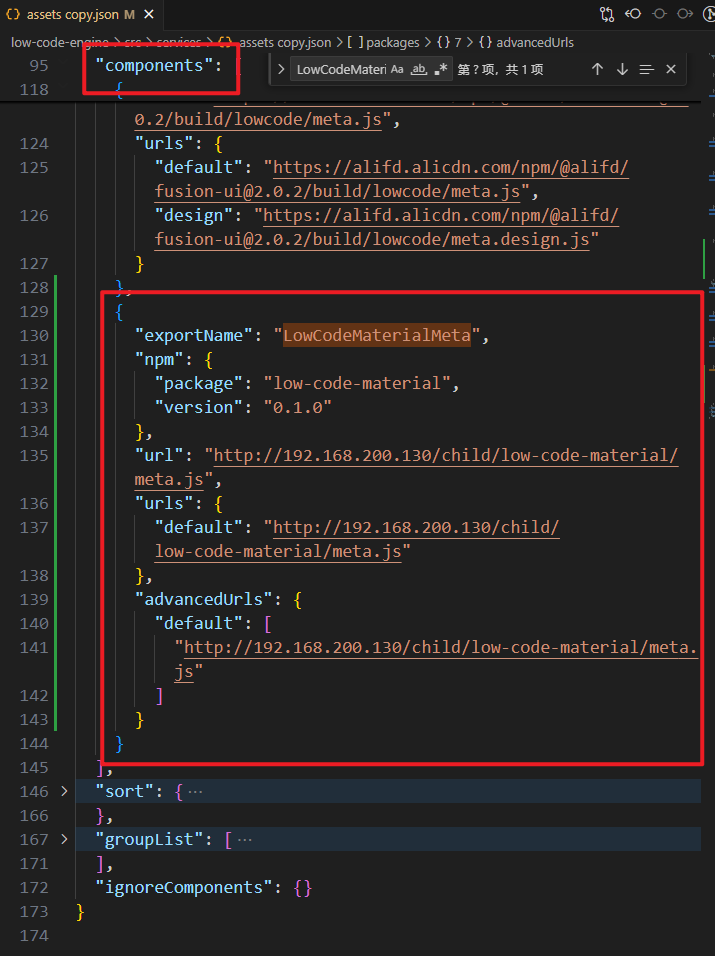 assets copy.json M
low-code-engine > src > services > assets copy.json > [ ] packages > { } 7 > { } advancedUrls
LowCodeMateri Aa ab 第?项,共1项
95 "components": [
118 {
0.2/build/lowcode/meta.js",
124 "urls": {
125 "default": "https://alifd.alicdn.com/npm/@alifd/
fusion-ui@2.0.2/build/lowcode/meta.js",
126 "design": "https://alifd.alicdn.com/npm/@alifd/
fusion-ui@2.0.2/build/lowcode/meta.design.js"
127 }
128 },
129 {
130 "exportName": "LowCodeMaterialMeta",
131 "npm": {
132 "package": "low-code-material",
133 "version": "0.1.0"
134 },
135 "url": "http://192.168.200.130/child/low-code-material/
meta.js",
136 "urls": {
137 "default": "http://192.168.200.130/child/
low-code-material/meta.js"
138 },
139 "advancedUrls": {
140 "default": [
141 "http://192.168.200.130/child/low-code-material/meta.
js"
142 ]
143 }
144 }
145 ],
146 "sort": { ⋯
166 },
167 "groupList": [ ⋯
171 ],
172 "ignoreComponents": {}
173 }
174